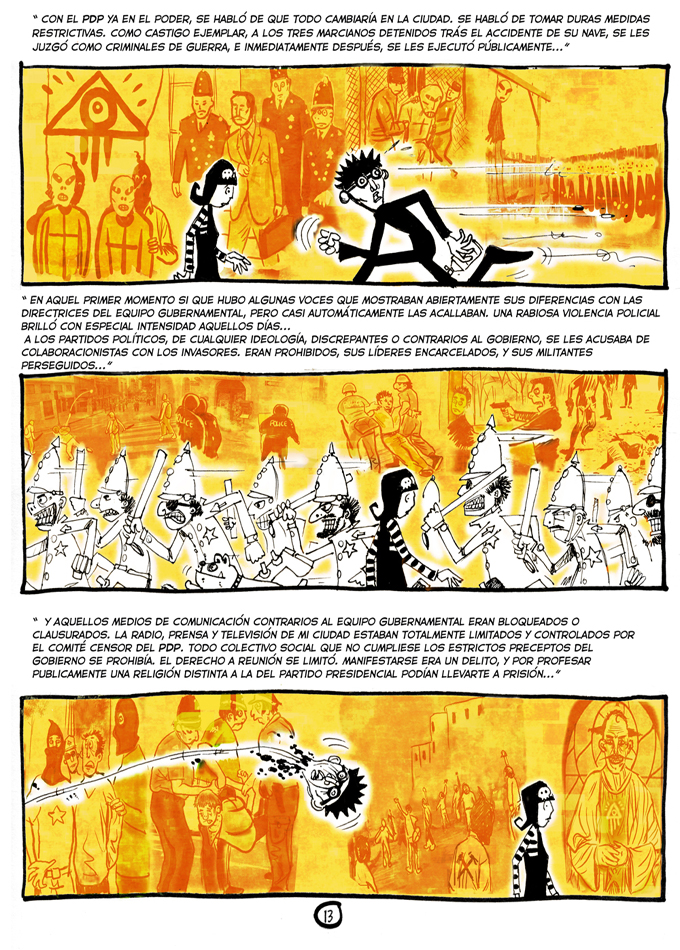 “ CON EL PDP YA EN EL PODER, SE HABLÓ DE QUE TODO CAMBIARÍA EN LA CIUDAD. SE HABLÓ DE TOMAR DURAS MEDIDAS
RESTRICTIVAS. COMO CASTIGO EJEMPLAR, A LOS TRES MARCIANOS DETENIDOS TRÁS EL ACCIDENTE DE SU NAVE, SE LES
JUZGÓ COMO CRIMINALES DE GUERRA, E INMEDIATAMENTE DESPUÉS, SE LES EJECUTÓ PÚBLICAMENTE...“
“ EN AQUEL PRIMER MOMENTO SI QUE HUBO ALGUNAS VOCES QUE MOSTRABAN ABIERTAMENTE SUS DIFERENCIAS CON LAS
DIRECTRICES DEL EQUIPO GUBERNAMENTAL, PERO CASI AUTOMÁTICAMENTE LAS ACALLABAN. UNA RABIOSA VIOLENCIA POLICIAL
BRILLÓ CON ESPECIAL INTENSIDAD AQUELLOS DÍAS...
A LOS PARTIDOS POLÍTICOS, DE CUALQUIER IDEOLOGÍA, DISCREPANTES O CONTRARIOS AL GOBIERNO, SE LES ACUSABA DE
COLABORACIONISTAS CON LOS INVASORES. ERAN PROHIBIDOS, SUS LÍDERES ENCARCELADOS, Y SUS MILITANTES
PERSEGUIDOS...“
POLICE
POLICE
“ Y AQUELLOS MEDIOS DE COMUNICACIÓN CONTRARIOS AL EQUIPO GUBERNAMENTAL ERAN BLOQUEADOS O
CLAUSURADOS. LA RADIO, PRENSA Y TELEVISIÓN DE MI CIUDAD ESTABAN TOTALMENTE LIMITADOS Y CONTROLADOS POR
EL COMITÉ CENSOR DEL PDP. TODO COLECTIVO SOCIAL QUE NO CUMPLIESE LOS ESTRICTOS PRECEPTOS DEL
GOBIERNO SE PROHIBÍA. EL DERECHO A REUNIÓN SE LIMITÓ. MANIFESTARSE ERA UN DELITO, Y POR PROFESAR
PUBLICAMENTE UNA RELIGIÓN DISTINTA A LA DEL PARTIDO PRESIDENCIAL PODÍAN LLEVARTE A PRISIÓN...“
13